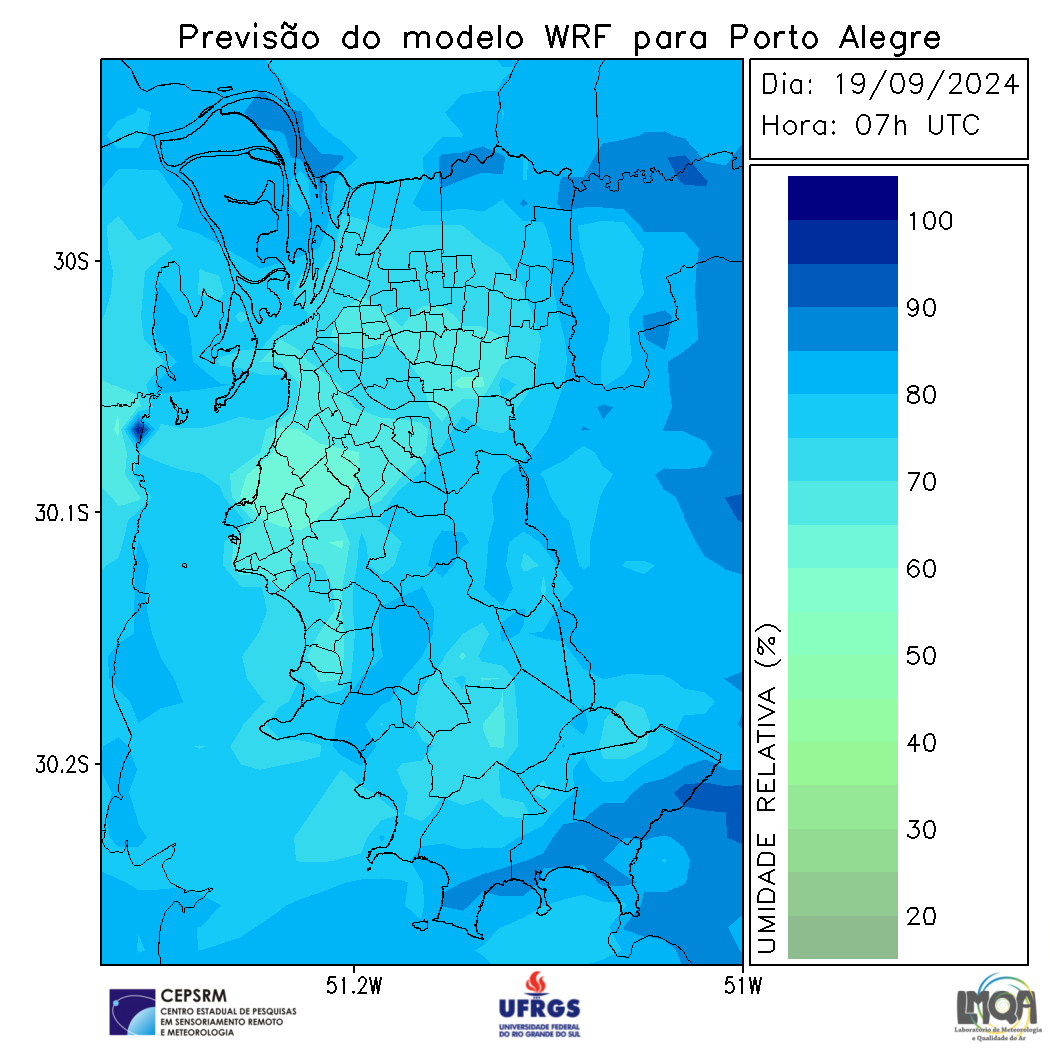 Previsão do modelo WRF para Porto Alegre
Dia: 19/09/2024
Hora: 07h UTC
30S
30.1S
30.2S
51.2W
51W
100
90
80
70
60
50
40
30
20
UMIDADE RELATIVA (%)
CEPSRM
CENTRO ESTADUAL DE PESQUISAS
EM SENSORIAMENTO REMOTO
E METEOROLOGIA
UFRGS
UNIVERSIDADE FEDERAL
DO RIO GRANDE DO SUL
LMQA
Laboratório de Meteorologia
e Qualidade do Ar